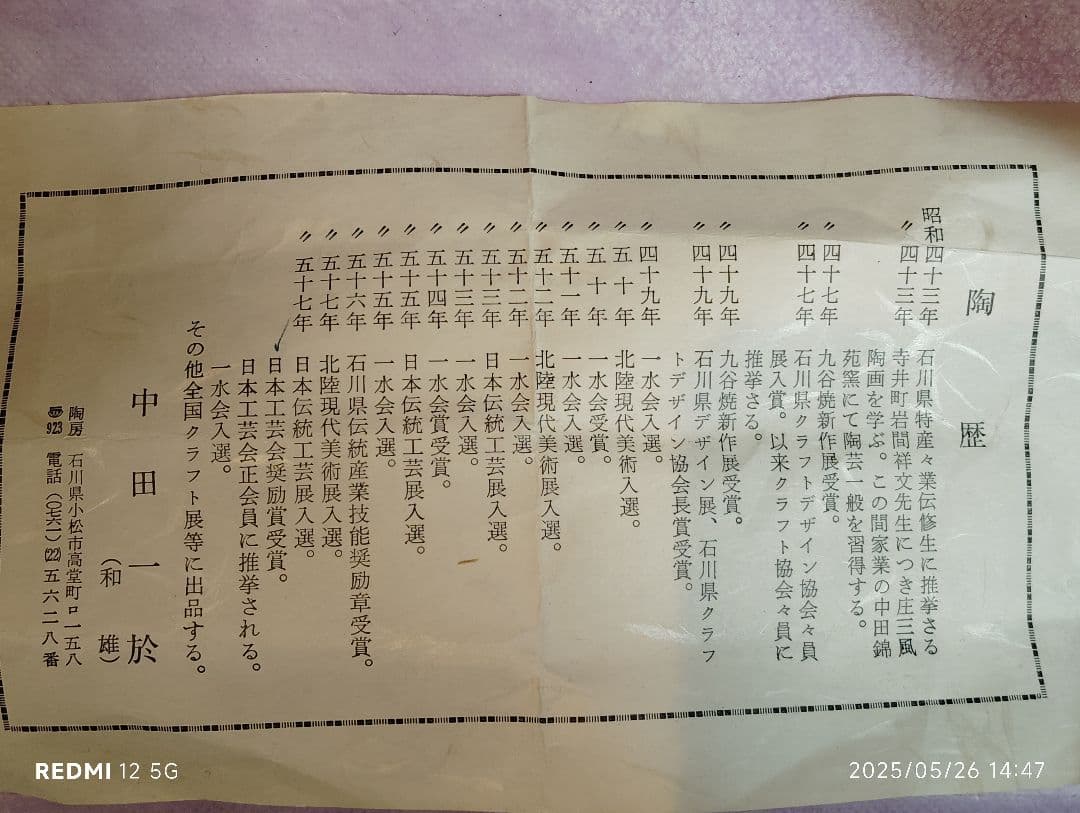 陶歴
昭和四十三年 石川県特産々業伝修生に推挙さる
〃 四十三年 寺井町岩間祥文先生につき庄三風
陶画を学ぶ。この間家業の中田錦
苑窯にて陶芸一般を習得する。
〃 四十七年 九谷焼新作展受賞。
〃 四十七年 石川県クラフトデザイン協会々員
展入賞。以来クラフト協会々員に
推挙さる。
〃 四十九年 九谷焼新作展受賞。
〃 四十九年 石川県デザイン展、石川県クラフ
トデザイン協会長賞受賞。
〃 四十九年 一水会入選。
〃 五十年 北陸現代美術入選。
〃 五十年 一水会受賞。
〃 五十一年 一水会入選。
〃 五十二年 北陸現代美術展入選。
〃 五十二年 一水会入選。
〃 五十三年 日本伝統工芸展入選。
〃 五十三年 一水会入選。
〃 五十四年 一水会賞受賞。
〃 五十五年 日本伝統工芸展入選。
〃 五十五年 一水会入選。
〃 五十六年 石川県伝統産業技能奨励章受賞。
〃 五十七年 北陸現代美術展入選。
〃 五十七年 日本伝統工芸展入選。
日本工芸会奨励賞受賞。
日本工芸会正会員に推挙される。
一水会入選。
その他全国クラフト展等に出品する。
中田一於
(和雄)
陶房 石川県小松市高堂町ロ一五八
〒923 電話(〇七六一)(22)五六二八番
REDMI 12 5G
2025/05/26 14:47